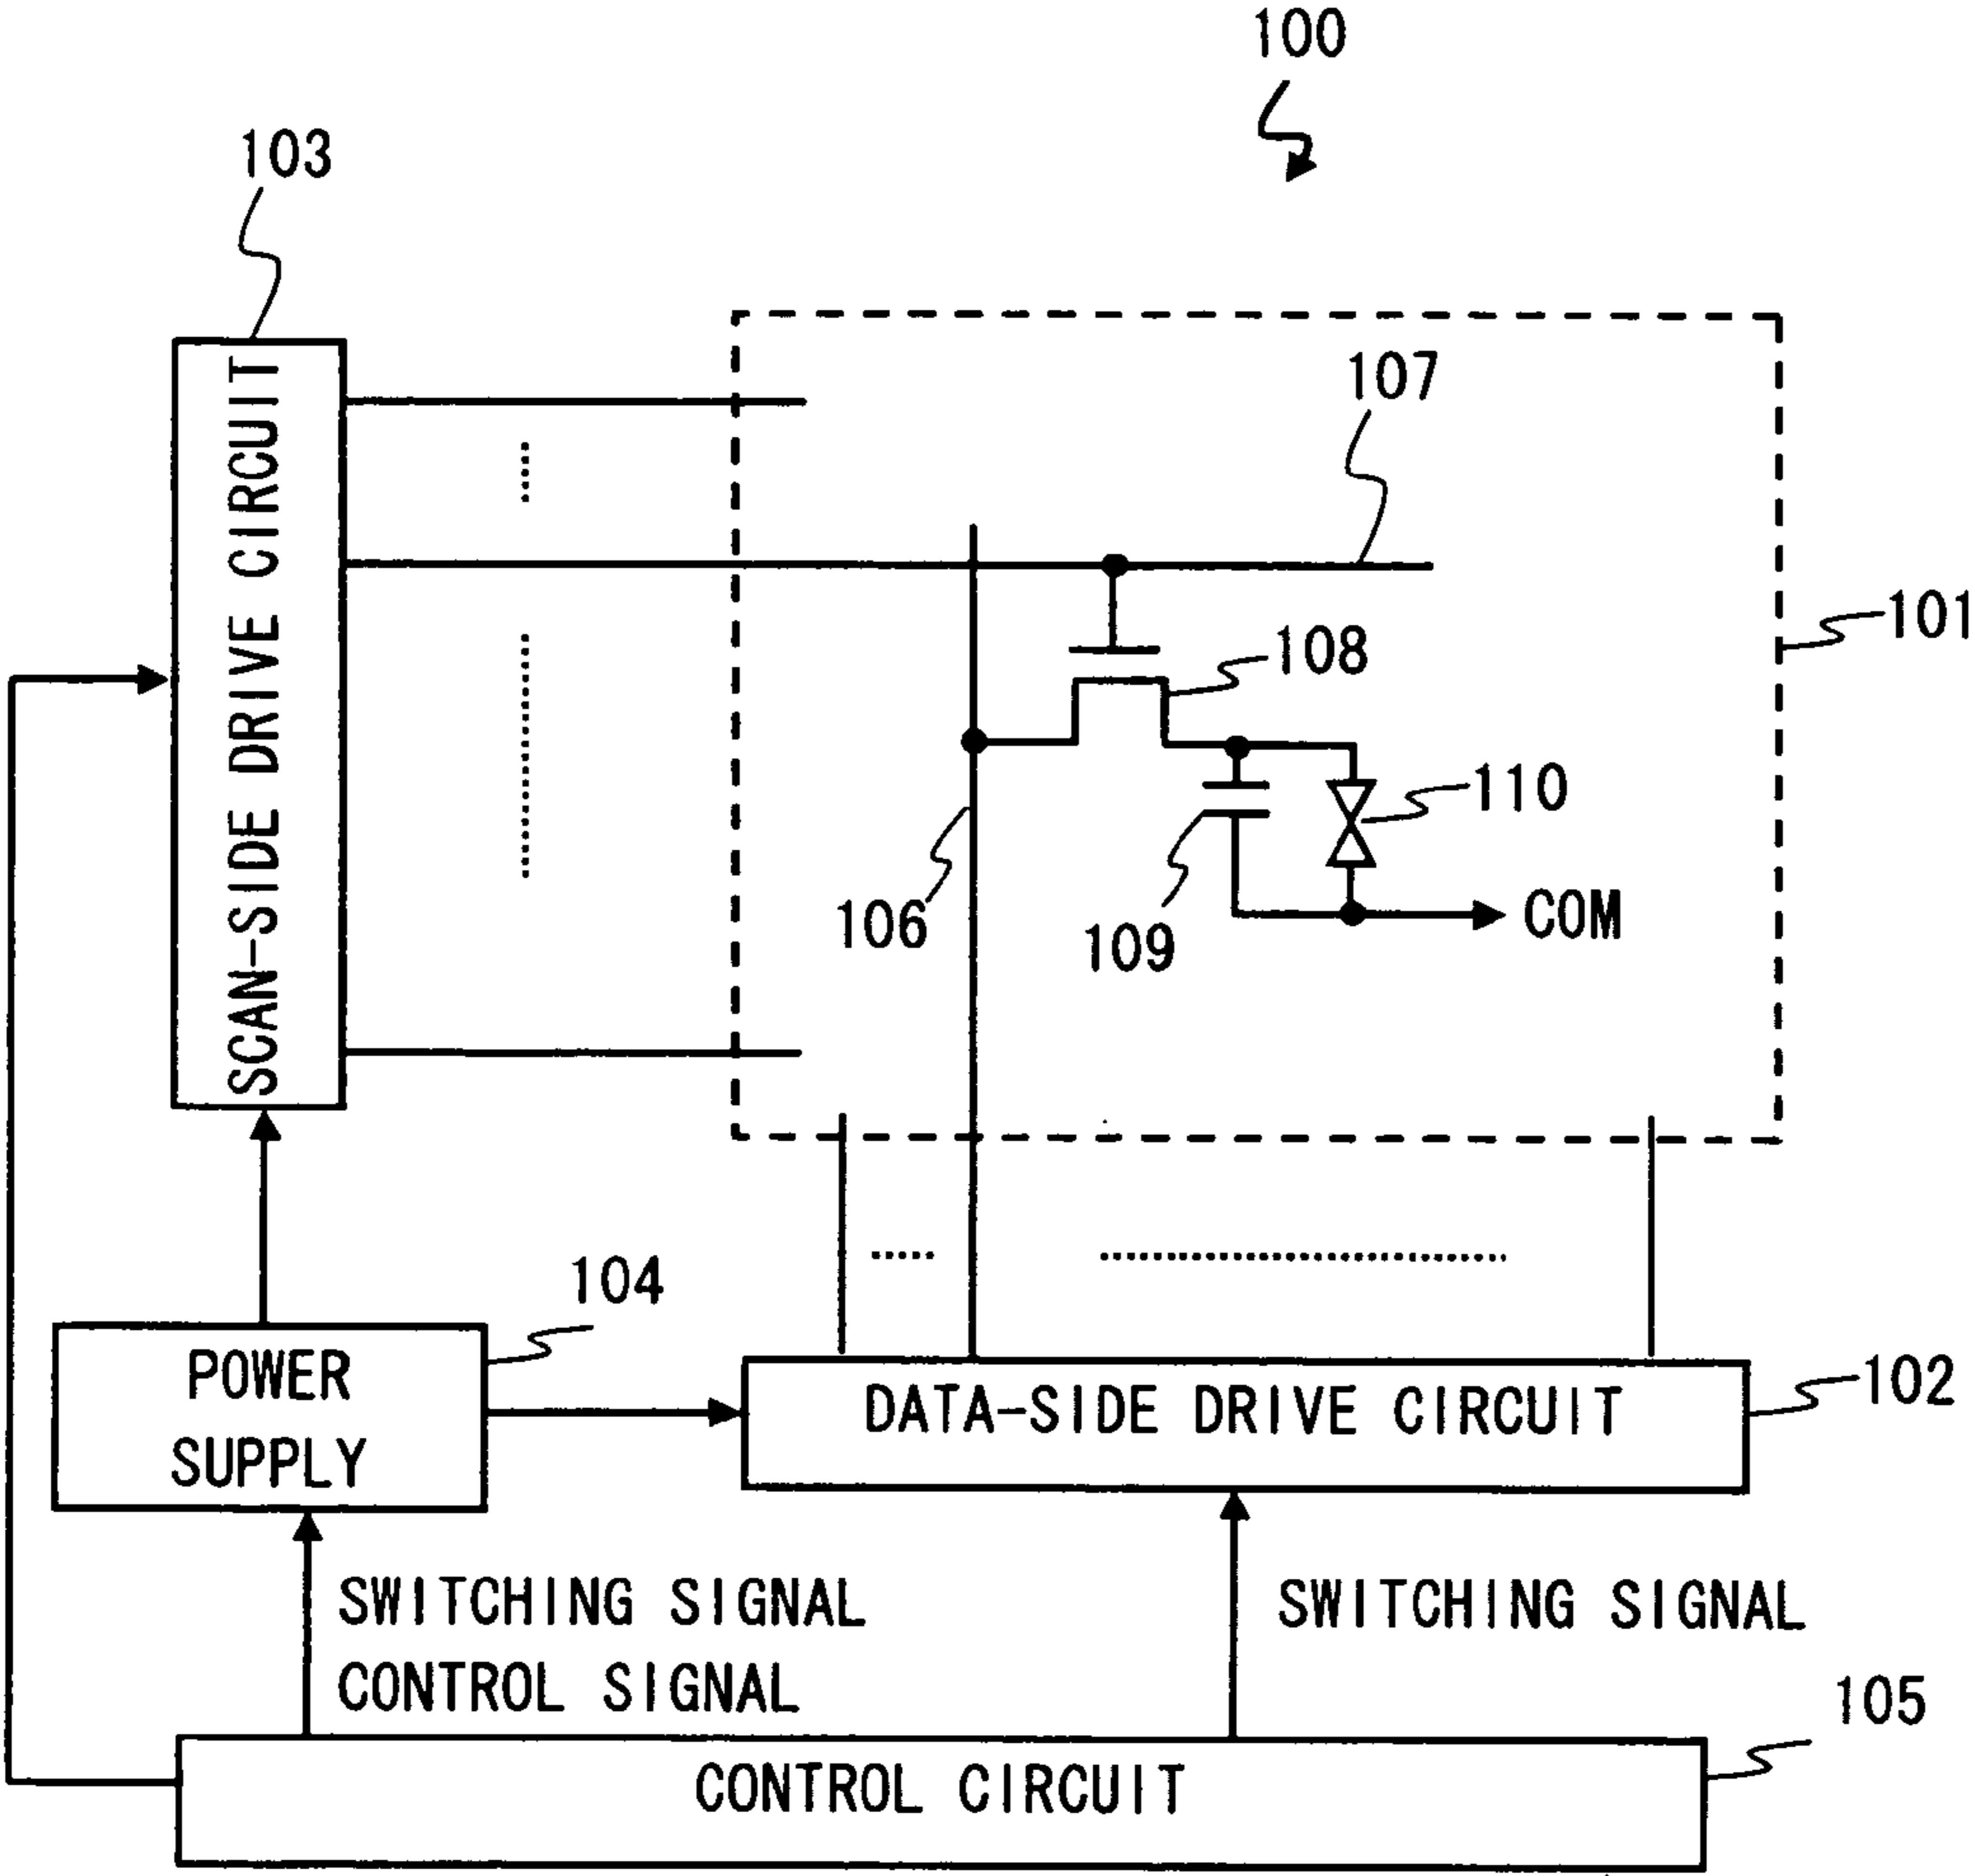 100
103
SCAN-SIDE DRIVE CIRCUIT
107
101
108
110
106
109
COM
104
POWER
SUPPLY
DATA-SIDE DRIVE CIRCUIT
102
SWITCHING SIGNAL
CONTROL SIGNAL
SWITCHING SIGNAL
105
CONTROL CIRCUIT